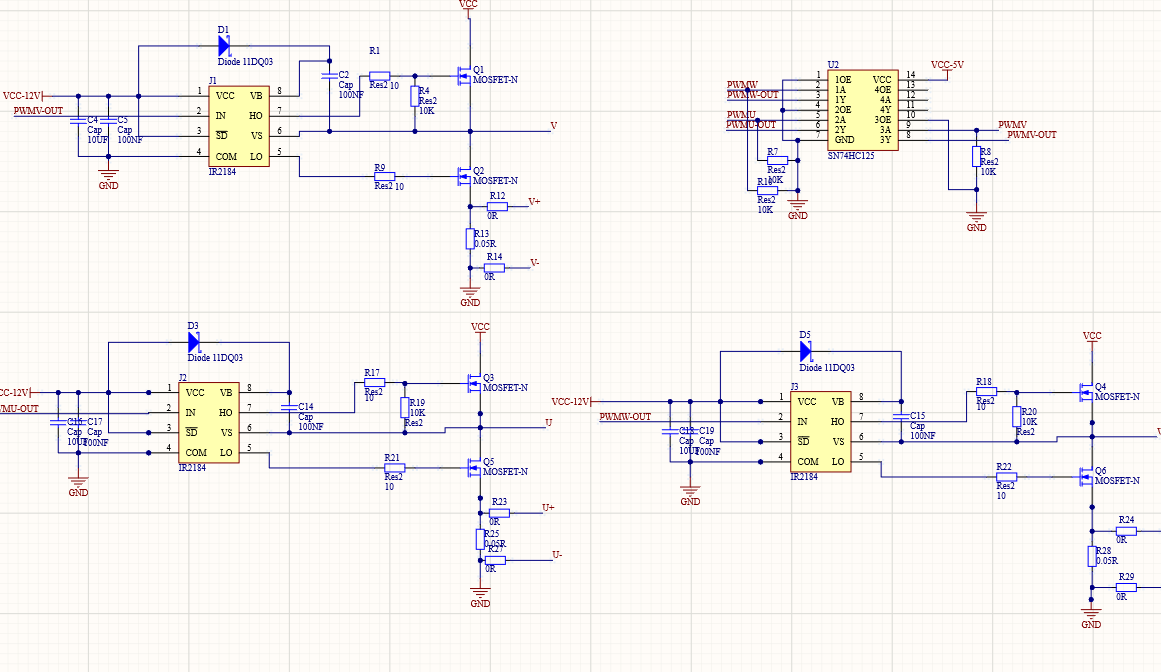 VCC
D1
Diode 11DQ03
VCC-12V
PWMV-OUT
C4
Cap
10UF
C5
Cap
100NF
GND
J1
1 VCC VB 8
2 IN HO 7
3 SD VS 6
4 COM LO 5
IR2184
C2
Cap
100NF
R1
Res2 10
R4
Res2
10K
Q1
MOSFET-N
V
R9
Res2 10
Q2
MOSFET-N
R12
0R
V+
R13
0.05R
R14
0R
V-
GND
U2
VCC-5V
1 1OE VCC 14
2 1A 4OE 13
3 1Y 4A 12
4 2OE 4Y 11
5 2A 3OE 10
6 2Y 3A 9
7 GND 3Y 8
SN74HC125
PWMW
PWMW-OUT
PWMU
PWMU-OUT
PWMV
PWMV-OUT
R7
Res2
10K
Res2
10K
GND
R8
Res2
10K
GND
D3
Diode 11DQ03
CC-12V
WMU-OUT
C17
Cap
100NF
GND
J2
1 VCC VB 8
2 IN HO 7
3 SD VS 6
4 COM LO 5
IR2184
C14
Cap
100NF
R17
Res2
10
R19
10K
Res2
VCC
Q3
MOSFET-N
U
R21
Res2
10
Q5
MOSFET-N
R23
0R
U+
R25
0.05R
R27
0R
U-
GND
D5
Diode 11DQ03
VCC-12V
PWMW-OUT
Cap
10UF
C19
Cap
100NF
GND
J3
1 VCC VB 8
2 IN HO 7
3 SD VS 6
4 COM LO 5
IR2184
C15
Cap
100NF
R18
Res2
10
R20
10K
Res2
VCC
Q4
MOSFET-N
R22
Res2
10
Q6
MOSFET-N
R24
0R
R28
0.05R
R29
0R
GND